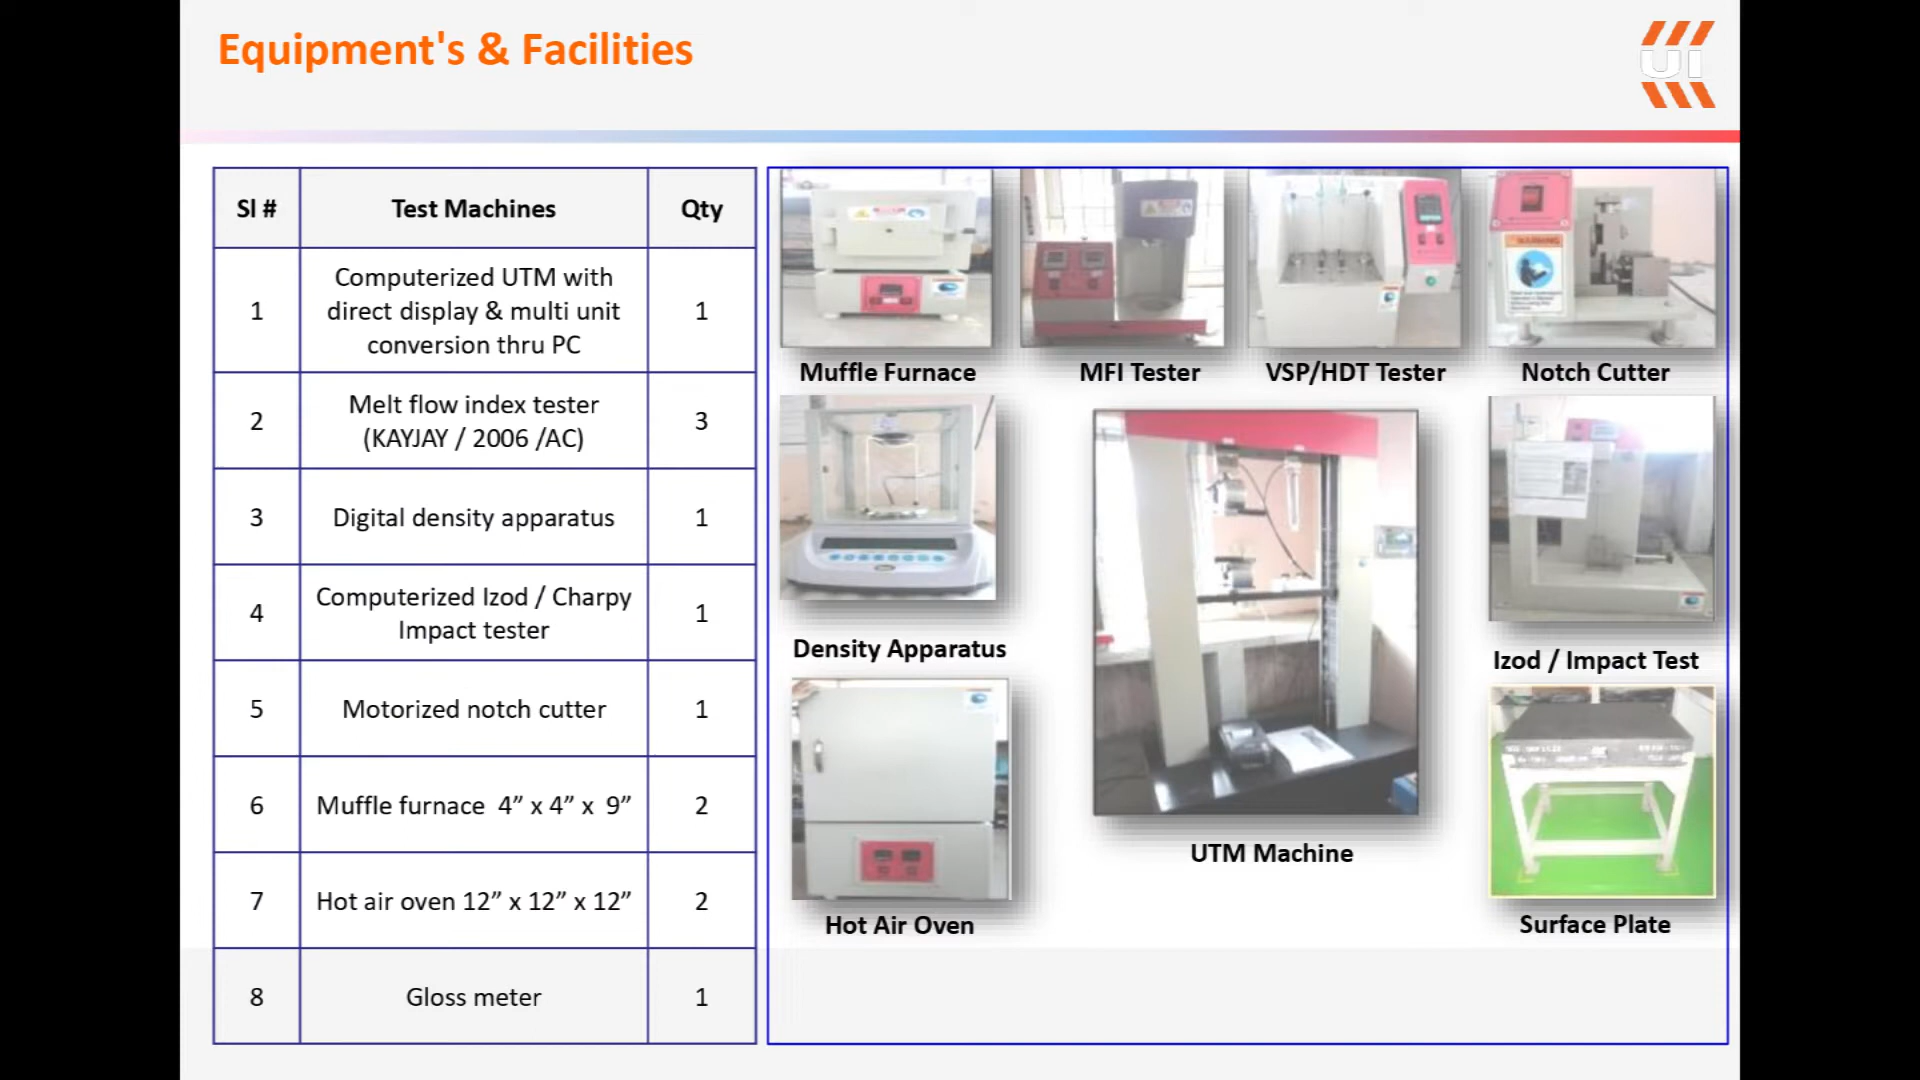 Equipment's & Facilities
UI
Sl #
Test Machines
Qty
1
Computerized UTM with
direct display & multi unit
conversion thru PC
1
2
Melt flow index tester
(KAYJAY / 2006 /AC)
3
3
Digital density apparatus
1
4
Computerized Izod / Charpy
Impact tester
1
5
Motorized notch cutter
1
6
Muffle furnace 4” x 4” x 9”
2
7
Hot air oven 12” x 12” x 12”
2
8
Gloss meter
1
WARNING
Muffle Furnace
MFI Tester
VSP/HDT Tester
Notch Cutter
Density Apparatus
Izod / Impact Test
UTM Machine
Hot Air Oven
Surface Plate